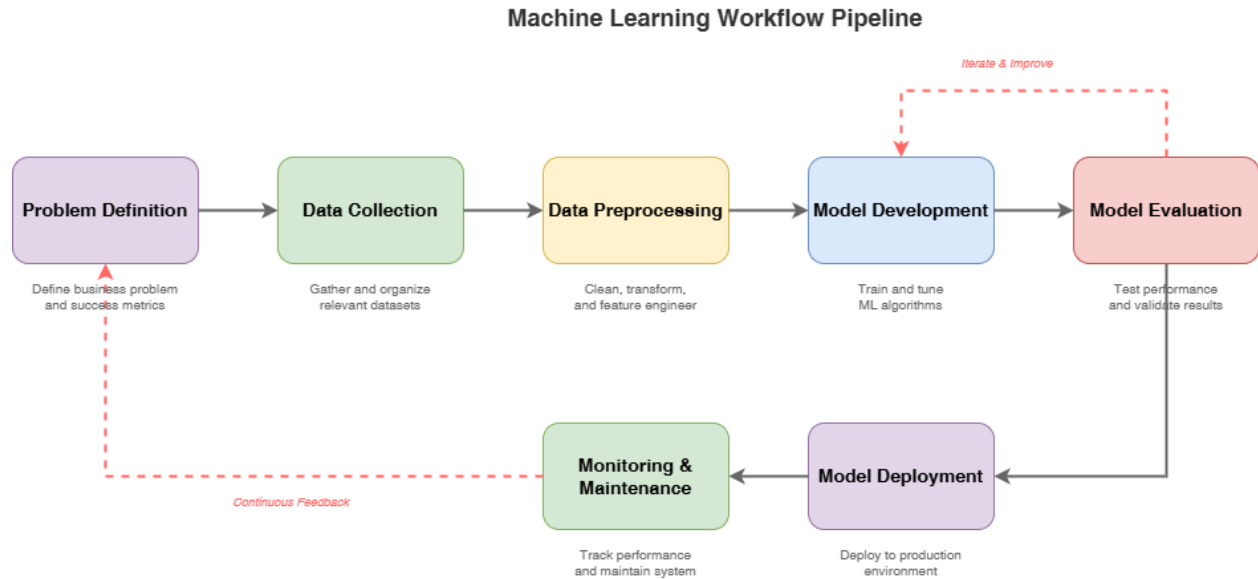 Machine Learning Workflow Pipeline
Iterate & Improve
Problem Definition
Data Collection
Data Preprocessing
Model Development
Model Evaluation
Define business problem
and success metrics
Gather and organize
relevant datasets
Clean, transform,
and feature engineer
Train and tune
ML algorithms
Test performance
and validate results
Monitoring &
Maintenance
Model Deployment
Continuous Feedback
Track performance
and maintain system
Deploy to production
environment